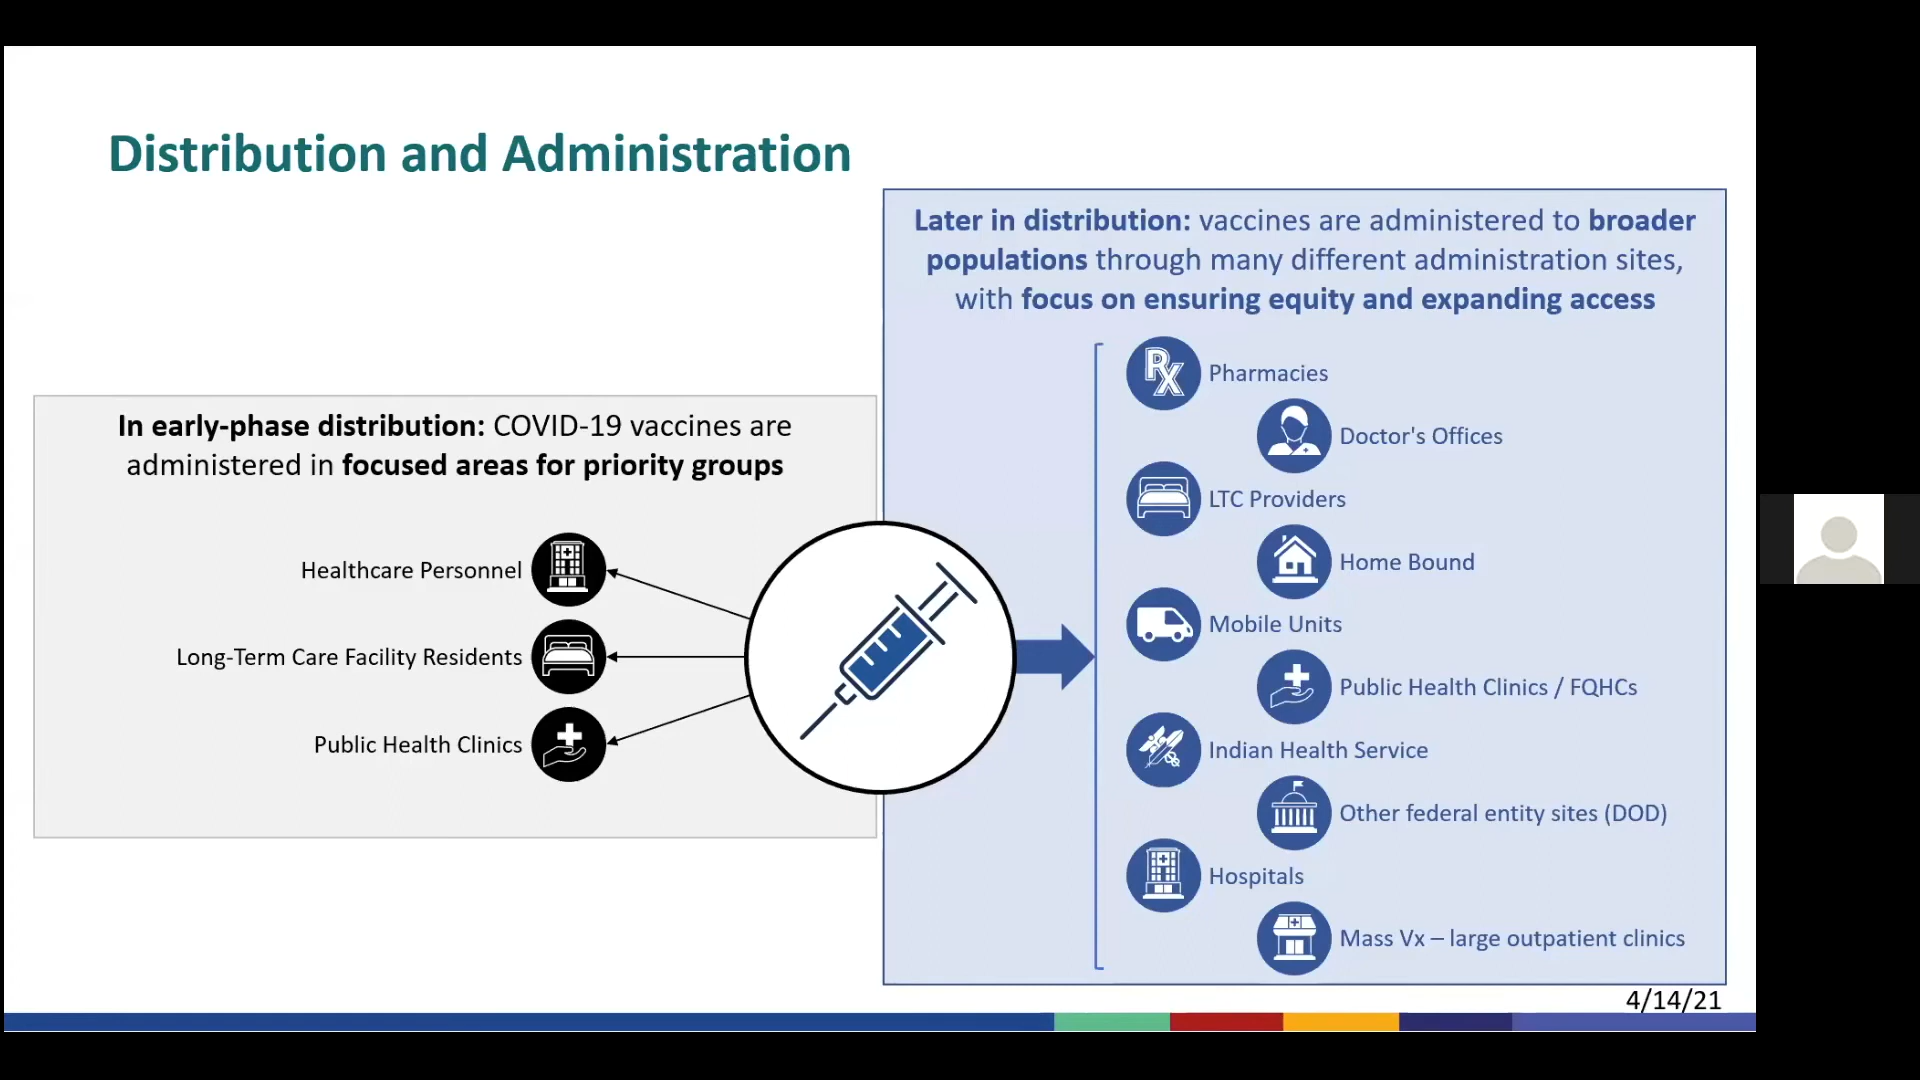 Distribution and Administration
Later in distribution: vaccines are administered to broader
populations through many different administration sites,
with focus on ensuring equity and expanding access
In early-phase distribution: COVID-19 vaccines are
administered in focused areas for priority groups
Healthcare Personnel
Long-Term Care Facility Residents
Public Health Clinics
Rx
Pharmacies
Doctor's Offices
LTC Providers
Home Bound
Mobile Units
Public Health Clinics / FQHCs
Indian Health Service
Other federal entity sites (DOD)
Hospitals
Mass Vx – large outpatient clinics
4/14/21